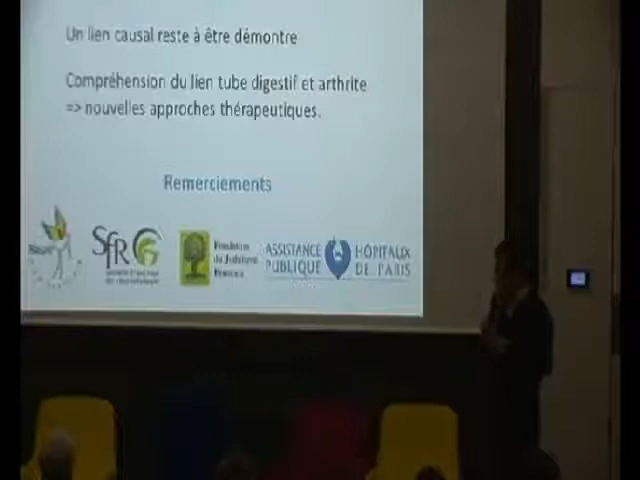 Un lien causal reste à être démontre
Compréhension du lien tube digestif et arthrite
=> nouvelles approches thérapeutiques.
Remerciements
SfR
ASSISTANCE HÔPITAUX
PUBLIQUE DE PARIS